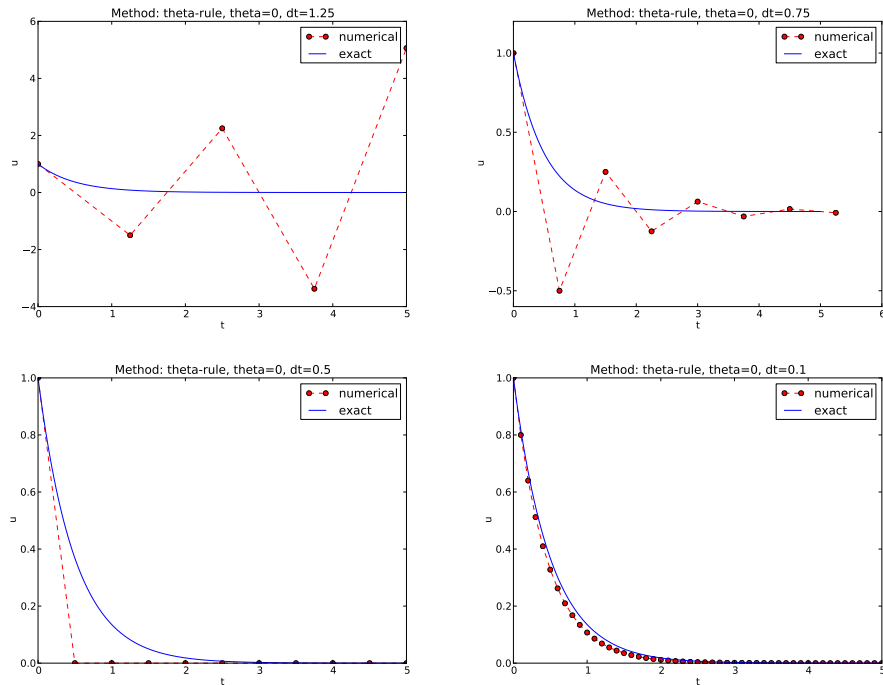 Method: theta-rule, theta=0, dt=1.25
numerical
exact
6
4
2
0
−2
−4
u
0 1 2 3 4 5
t
Method: theta-rule, theta=0, dt=0.75
numerical
exact
1.0
0.5
0.0
−0.5
u
0 1 2 3 4 5 6
t
Method: theta-rule, theta=0, dt=0.5
numerical
exact
1.0
0.8
0.6
0.4
0.2
0.0
u
0 1 2 3 4 5
t
Method: theta-rule, theta=0, dt=0.1
numerical
exact
1.0
0.8
0.6
0.4
0.2
0.0
u
0 1 2 3 4 5
t